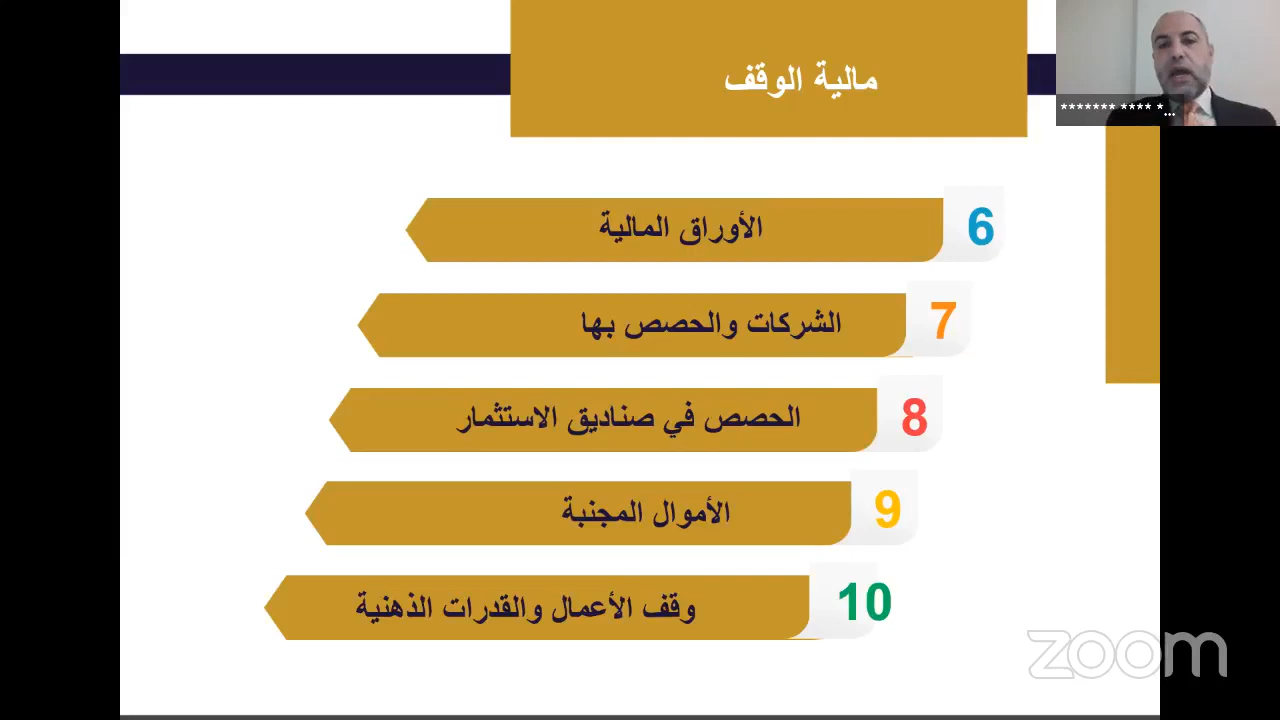 مالية الوقف
******* **** *...
6
الأوراق المالية
7
الشركات والحصص بها
8
الحصص في صناديق الاستثمار
9
الأموال المجنبة
10
وقف الأعمال والقدرات الذهنية
zoom